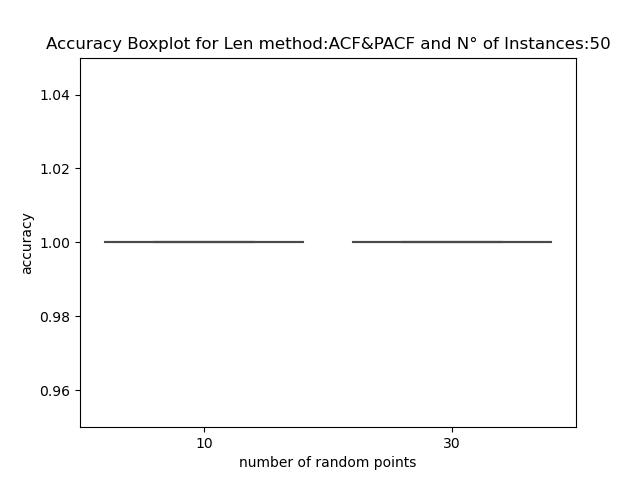 Accuracy Boxplot for Len method:ACF&PACF and N° of Instances:50
1.04
1.02
1.00
0.98
0.96
accuracy
10 30
number of random points